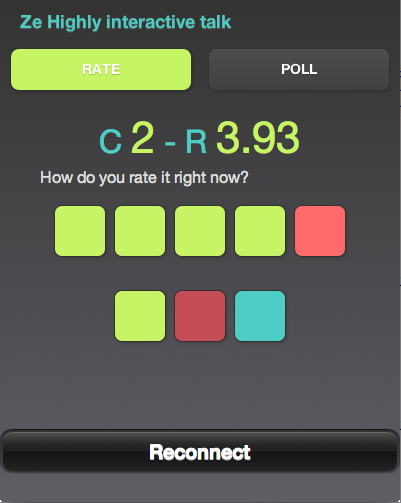 Ze Highly interactive talk
RATE POLL
C 2 - R 3.93
How do you rate it right now?
Reconnect